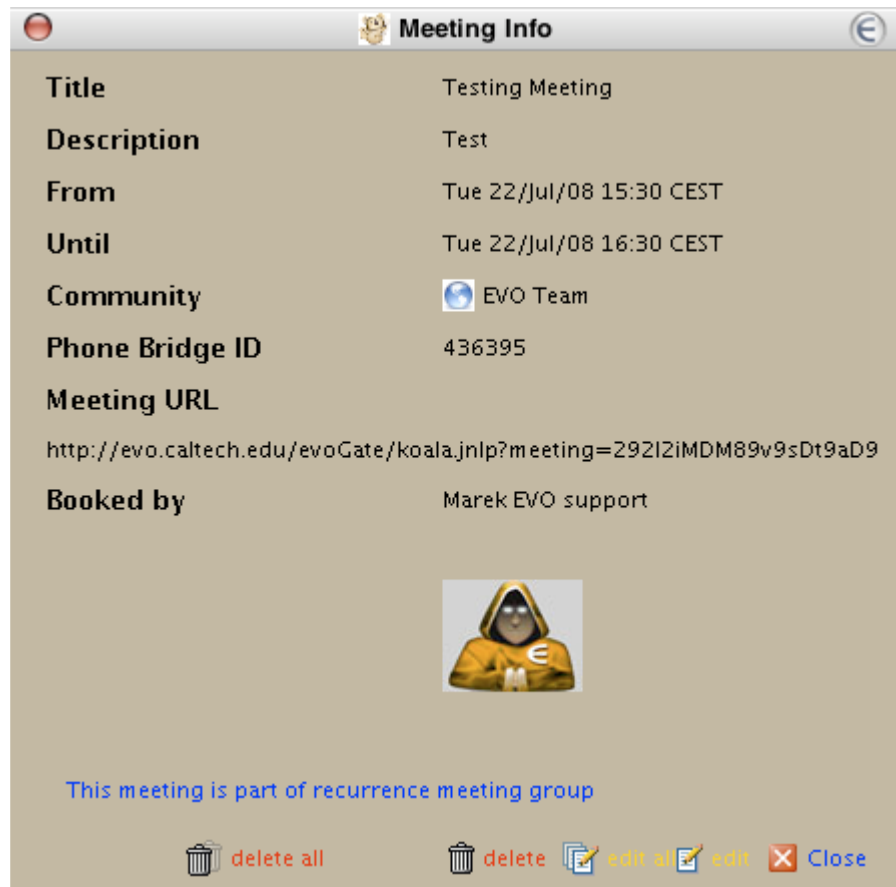 Meeting Info
Title Testing Meeting
Description Test
From Tue 22/Jul/08 15:30 CEST
Until Tue 22/Jul/08 16:30 CEST
Community EVO Team
Phone Bridge ID 436395
Meeting URL
http://evo.caltech.edu/evoGate/koala.jnlp?meeting=292I2iMDM89v9sDt9aD9
Booked by Marek EVO support
This meeting is part of recurrence meeting group
delete all delete edit all edit Close